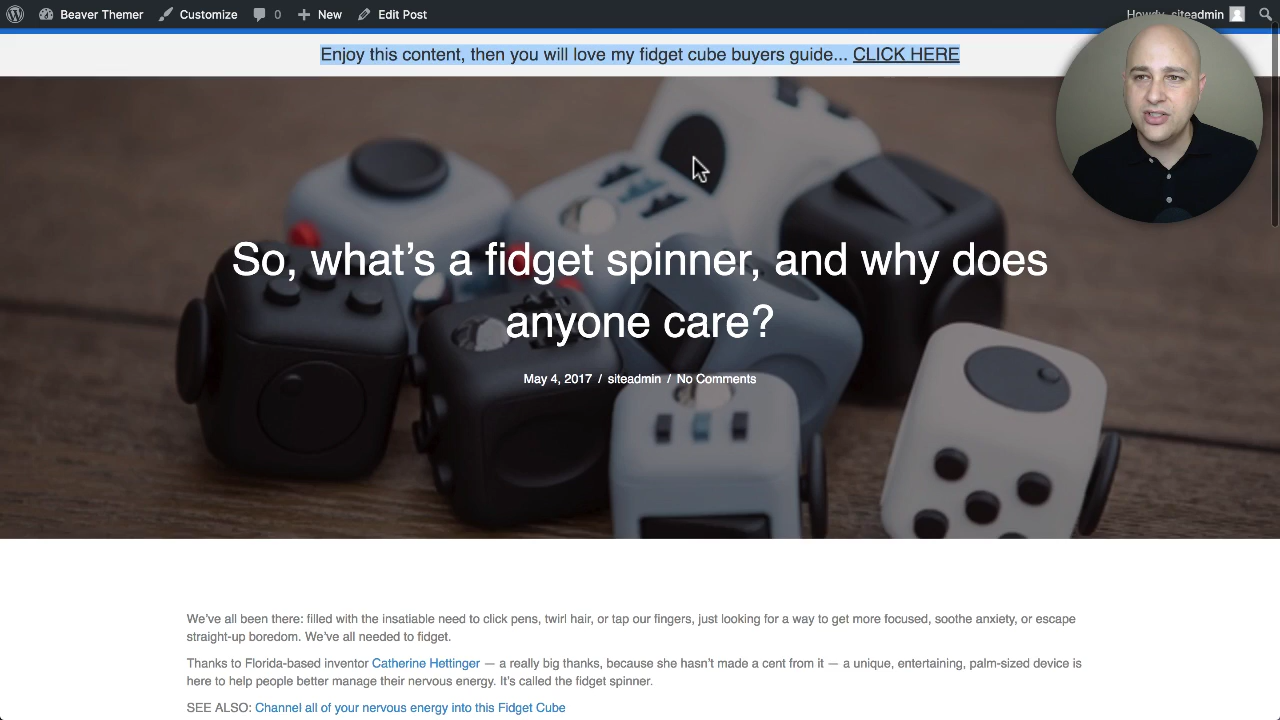 Beaver Themer Customize 0 New Edit Post Howdy, siteadmin
Enjoy this content, then you will love my fidget cube buyers guide... CLICK HERE
So, what’s a fidget spinner, and why does
anyone care?
May 4, 2017 / siteadmin / No Comments
We’ve all been there: filled with the insatiable need to click pens, twirl hair, or tap our fingers, just looking for a way to get more focused, soothe anxiety, or escape
straight-up boredom. We’ve all needed to fidget.
Thanks to Florida-based inventor Catherine Hettinger — a really big thanks, because she hasn’t made a cent from it — a unique, entertaining, palm-sized device is
here to help people better manage their nervous energy. It’s called the fidget spinner.
SEE ALSO: Channel all of your nervous energy into this Fidget Cube